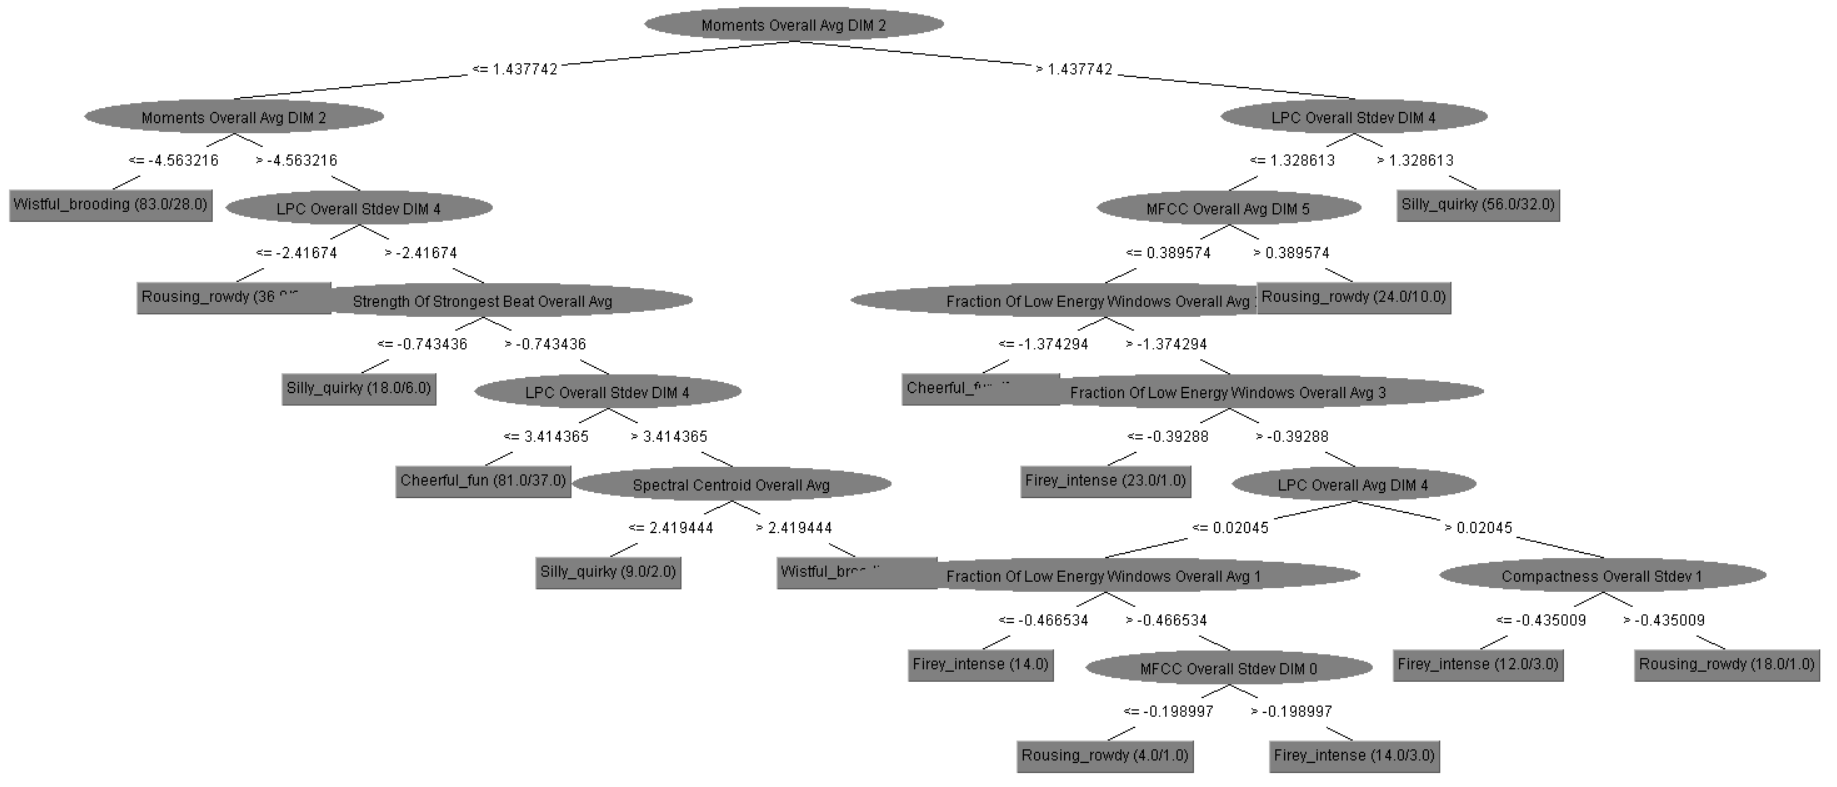 Moments Overall Avg DIM 2
<= 1.437742
> 1.437742
Moments Overall Avg DIM 2
LPC Overall Stdev DIM 4
<= -4.563216
> -4.563216
<= 1.328613
> 1.328613
Wistful_brooding (83.0/28.0)
LPC Overall Stdev DIM 4
MFCC Overall Avg DIM 5
Silly_quirky (56.0/32.0)
<= -2.41674
> -2.41674
<= 0.389574
> 0.389574
Rousing_rowdy
Strength Of Strongest Beat Overall Avg
Fraction Of Low Energy Windows Overall Avg
Rousing_rowdy (24.0/10.0)
<= -0.743436
> -0.743436
<= -1.374294
> -1.374294
Silly_quirky (18.0/6.0)
LPC Overall Stdev DIM 4
Fraction Of Low Energy Windows Overall Avg 3
<= 3.414365
> 3.414365
<= -0.39288
> -0.39288
Cheerful_fun (81.0/37.0)
Spectral Centroid Overall Avg
Firey_intense (23.0/1.0)
LPC Overall Avg DIM 4
<= 2.419444
> 2.419444
<= 0.02045
> 0.02045
Silly_quirky (9.0/2.0)
Fraction Of Low Energy Windows Overall Avg 1
Compactness Overall Stdev 1
<= -0.466534
> -0.466534
<= -0.435009
> -0.435009
Firey_intense (14.0)
MFCC Overall Stdev DIM 0
Firey_intense (12.0/3.0)
Rousing_rowdy (18.0/1.0)
<= -0.198997
> -0.198997
Rousing_rowdy (4.0/1.0)
Firey_intense (14.0/3.0)